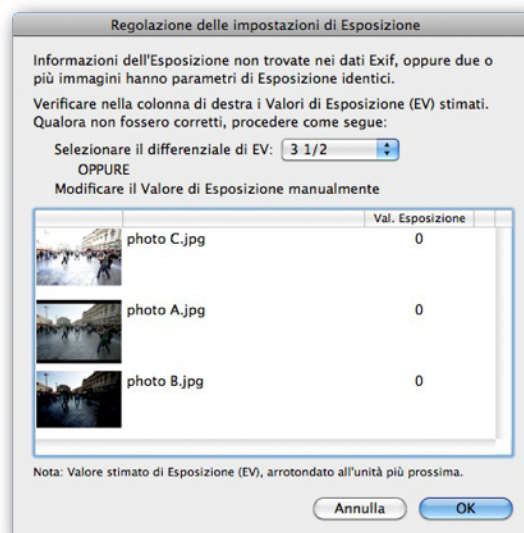 Regolazione delle impostazioni di Esposizione
Informazioni dell'Esposizione non trovate nei dati Exif, oppure due o
più immagini hanno parametri di Esposizione identici.
Verificare nella colonna di destra i Valori di Esposizione (EV) stimati.
Qualora non fossero corretti, procedere come segue:
Selezionare il differenziale di EV: 3 1/2
OPPURE
Modificare il Valore di Esposizione manualmente
Val. Esposizione
photo C.jpg 0
photo A.jpg 0
photo B.jpg 0
Nota: Valore stimato di Esposizione (EV), arrotondato all'unità più prossima.
Annulla OK